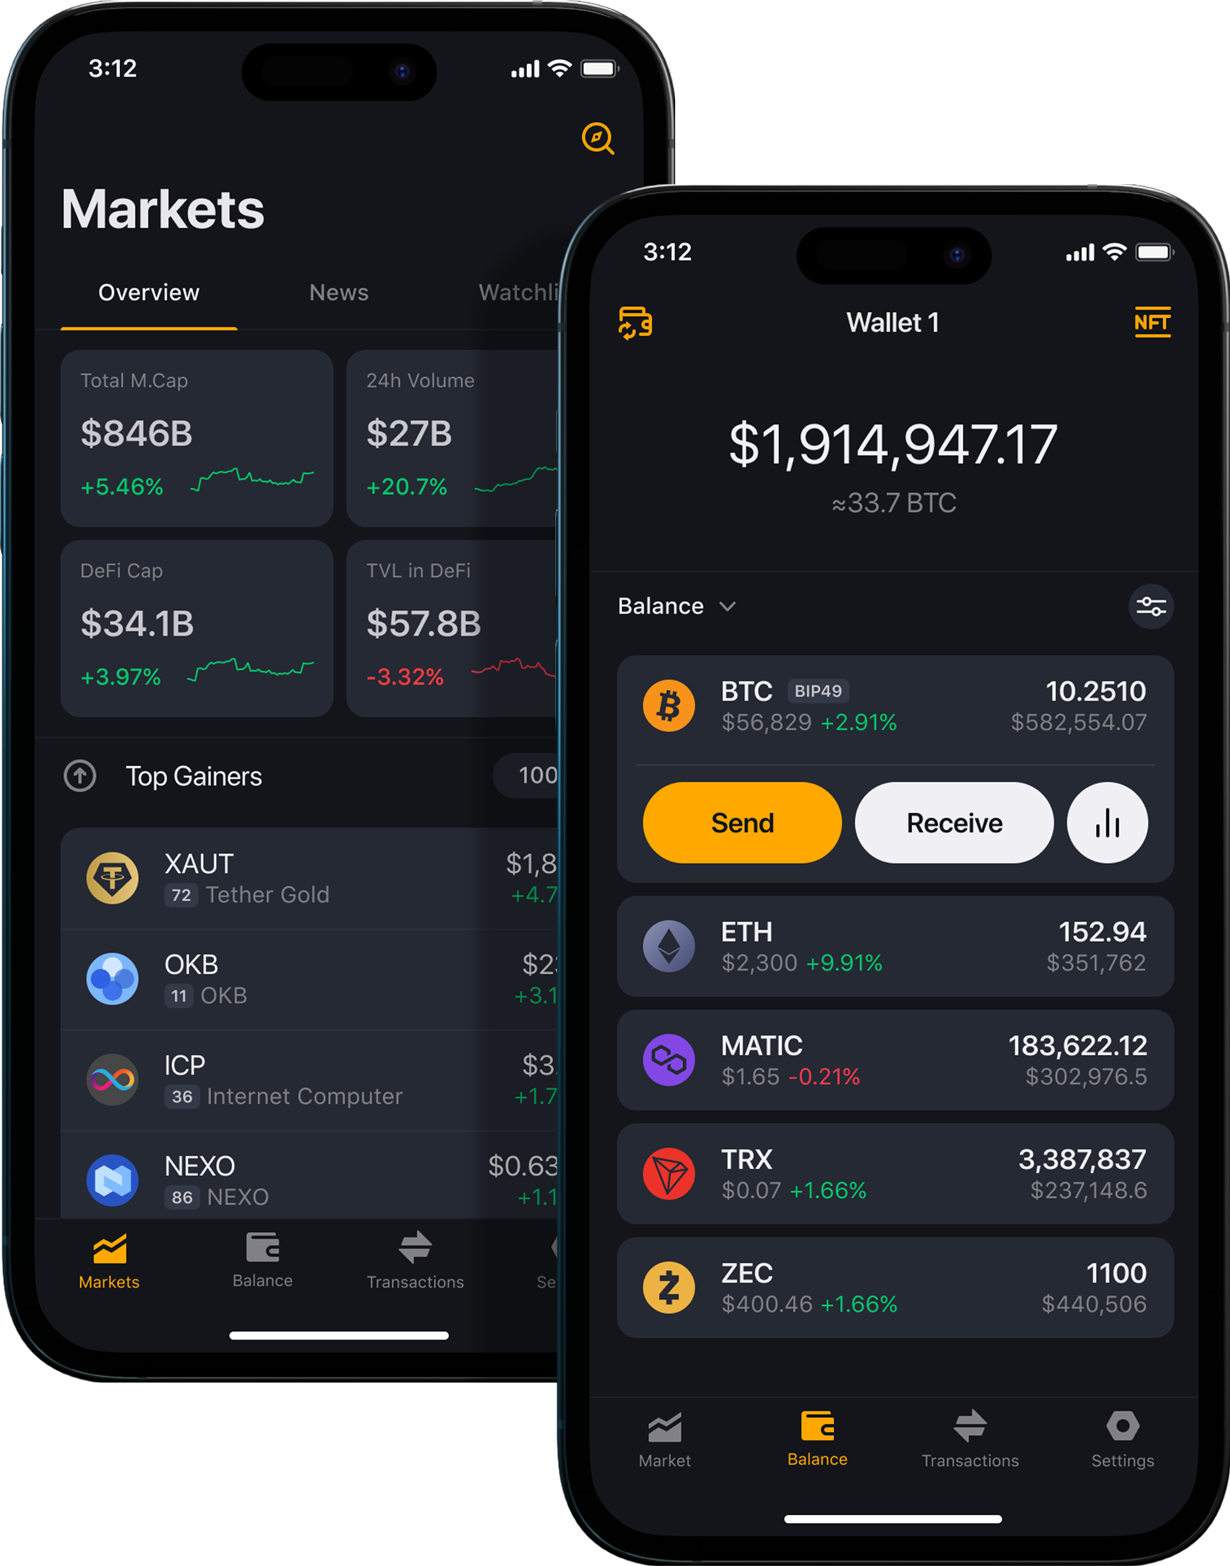 3:12
Markets
Overview News Watchli
Total M.Cap
$846B
+5.46%
24h Volume
$27B
+20.7%
DeFi Cap
$34.1B
+3.97%
TVL in DeFi
$57.8B
-3.32%
Top Gainers 100
XAUT
72 Tether Gold
$1,8
+4.7
OKB
11 OKB
$23
+3.1
ICP
36 Internet Computer
$3.
+1.7
NEXO
86 NEXO
$0.63
+1.1
Markets Balance Transactions Se
3:12
Wallet 1
NFT
$1,914,947.17
≈33.7 BTC
Balance
BTC BIP49 10.2510
$56,829 +2.91% $582,554.07
Send Receive
ETH 152.94
$2,300 +9.91% $351,762
MATIC 183,622.12
$1.65 -0.21% $302,976.5
TRX 3,387,837
$0.07 +1.66% $237,148.6
ZEC 1100
$400.46 +1.66% $440,506
Market Balance Transactions Settings